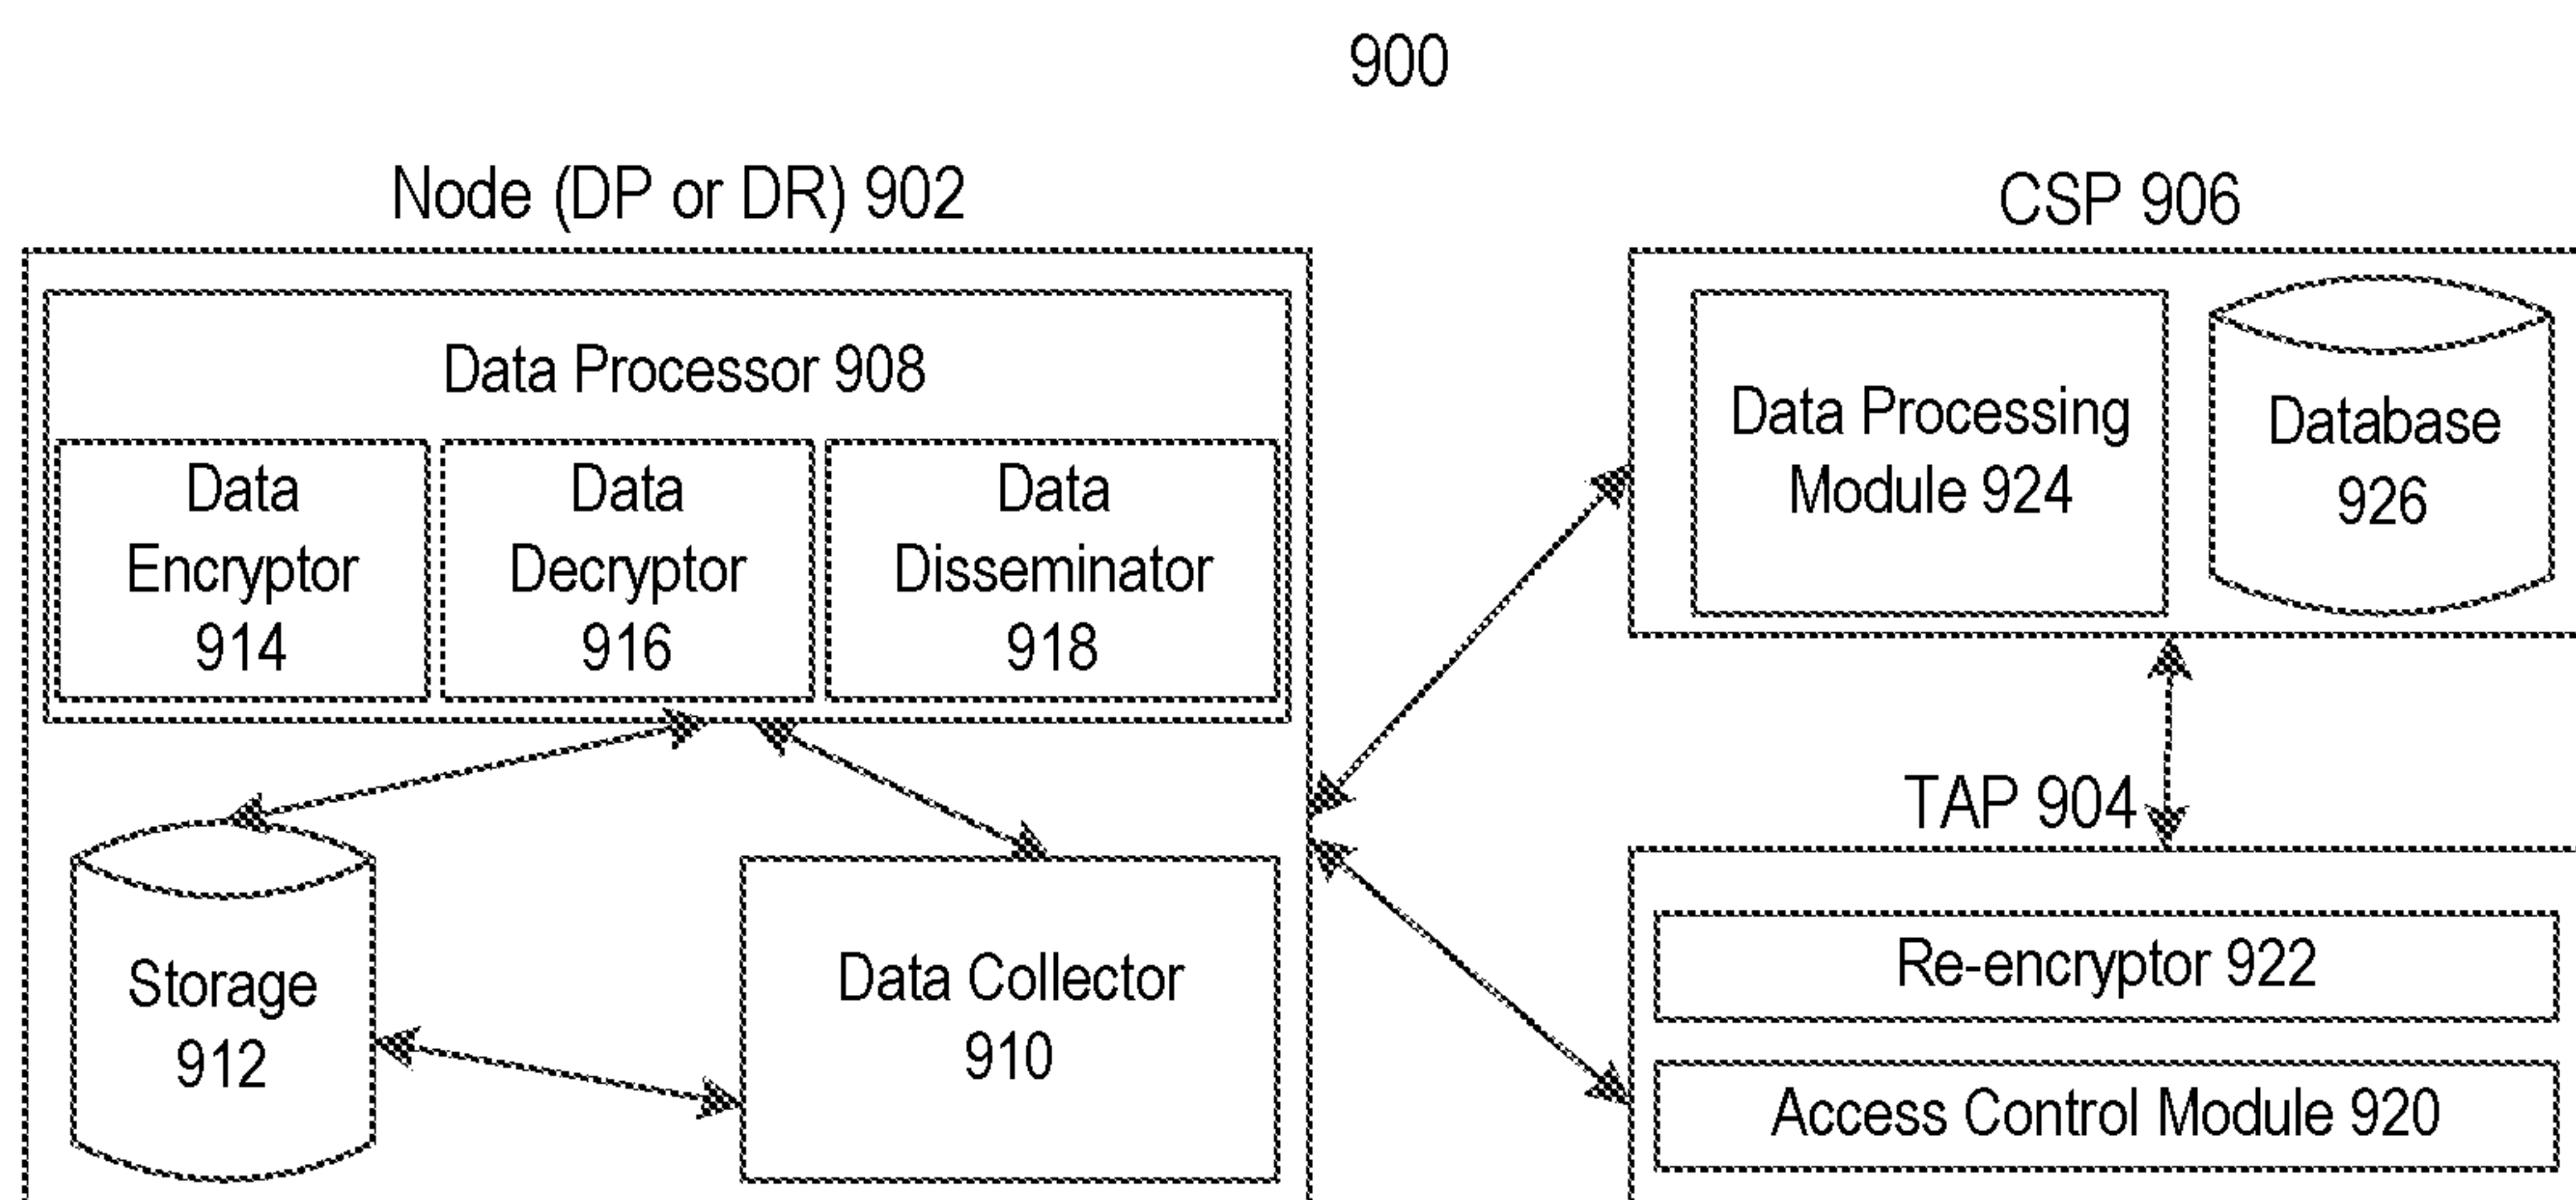 900
Node (DP or DR) 902
Data Processor 908
Data
Encryptor
914
Data
Decryptor
916
Data
Disseminator
918
Storage
912
Data Collector
910
CSP 906
Data Processing
Module 924
Database
926
TAP 904
Re-encryptor 922
Access Control Module 920